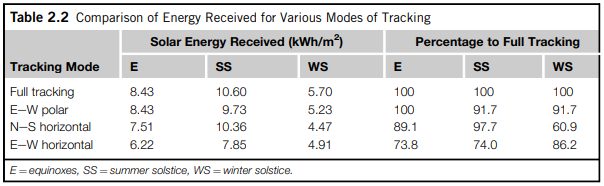 Table 2.2 Comparison of Energy Received for Various Modes of Tracking
Solar Energy Received (kWh/m²) Percentage to Full Tracking
Tracking Mode E SS WS E SS WS
Full tracking 8.43 10.60 5.70 100 100 100
E–W polar 8.43 9.73 5.23 100 91.7 91.7
N–S horizontal 7.51 10.36 4.47 89.1 97.7 60.9
E–W horizontal 6.22 7.85 4.91 73.8 74.0 86.2
E = equinoxes, SS = summer solstice, WS = winter solstice.